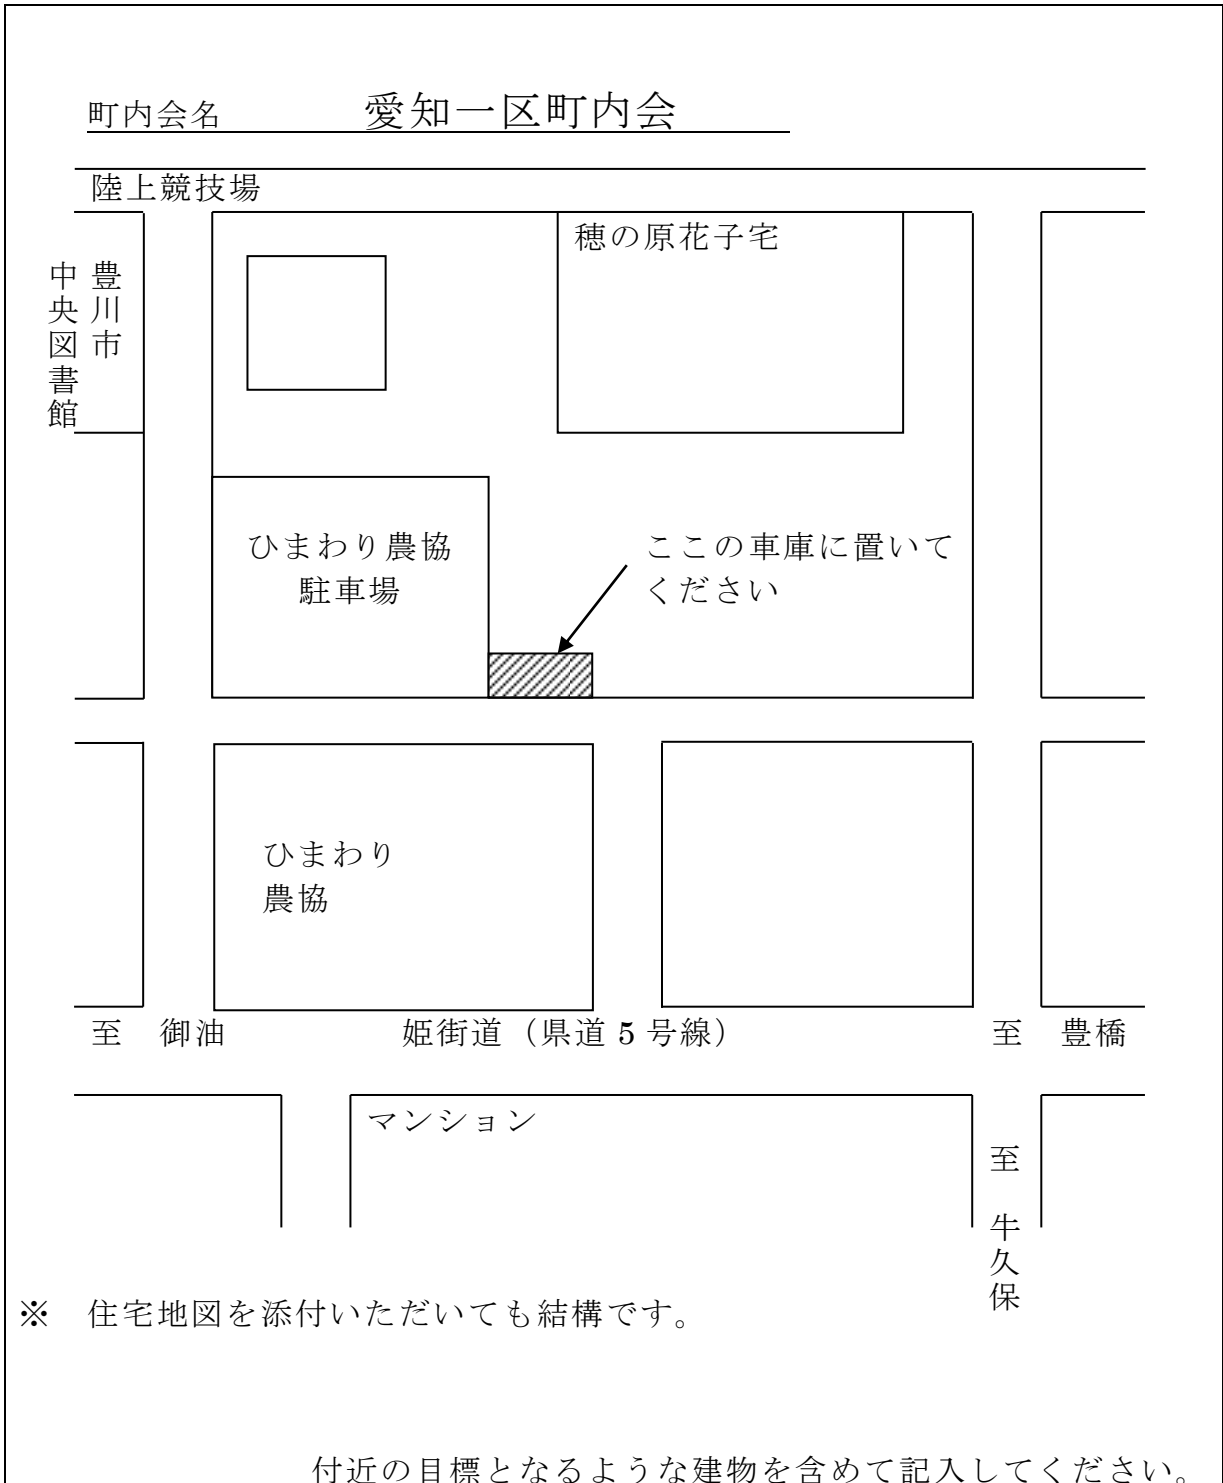 町内会名　愛知一区町内会
陸上競技場
穂の原花子宅
豊川市
中央図書館
ひまわり農協
駐車場
ここの車庫に置いて
ください
ひまわり
農協
至　御油　姫街道（県道 5 号線）　至　豊橋
マンション
至　牛久保
※　住宅地図を添付いただいても結構です。
付近の目標となるような建物を含めて記入してください。